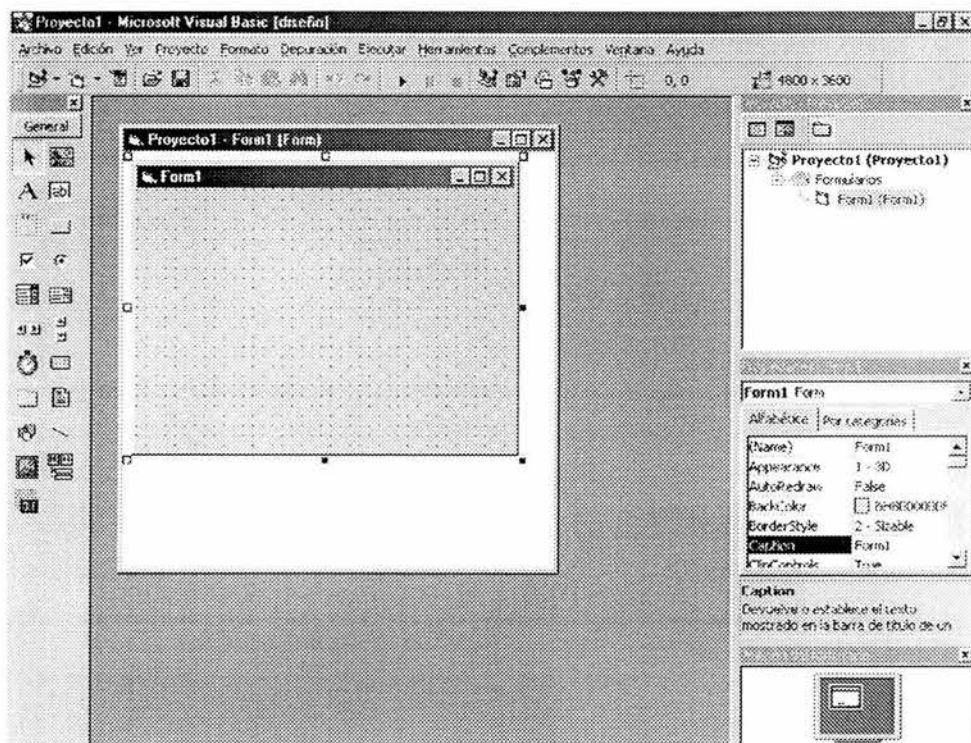 Proyecto1 - Microsoft Visual Basic [diseño]
Archivo Edición Ver Proyecto Formato Depuración Ejecutar Herramientas Complementos Ventana Ayuda
0, 0 4800 x 3600
General
Proyecto1 - Form1 (Form)
Form1
A ab
Proyecto1 (Proyecto1)
Formularios
Form1 (Form1)
Form1 Form
Alfabética Por categorías
(Name) Form1
Appearance 1 - 3D
AutoRedraw False
BackColor
BorderStyle 2 - Sizable
Caption Form1
ClipControls True
Caption
Devuelve o establece el texto
mostrado en la barra de título de un